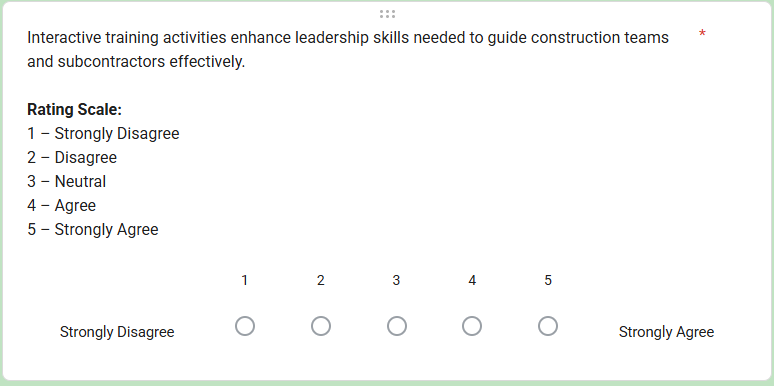 Interactive training activities enhance leadership skills needed to guide construction teams *
and subcontractors effectively.
Rating Scale:
1 – Strongly Disagree
2 – Disagree
3 – Neutral
4 – Agree
5 – Strongly Agree
1 2 3 4 5
Strongly Disagree Strongly Agree